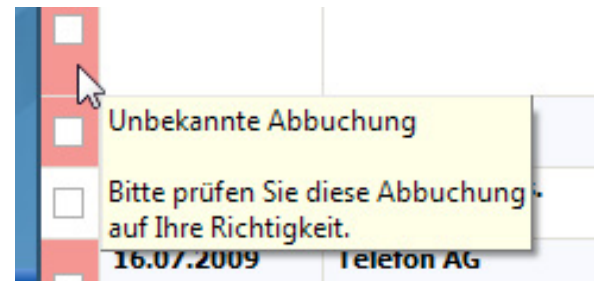 Unbekannte Abbuchung
Bitte prüfen Sie diese Abbuchung
auf Ihre Richtigkeit.
16.07.2009 Telefon AG